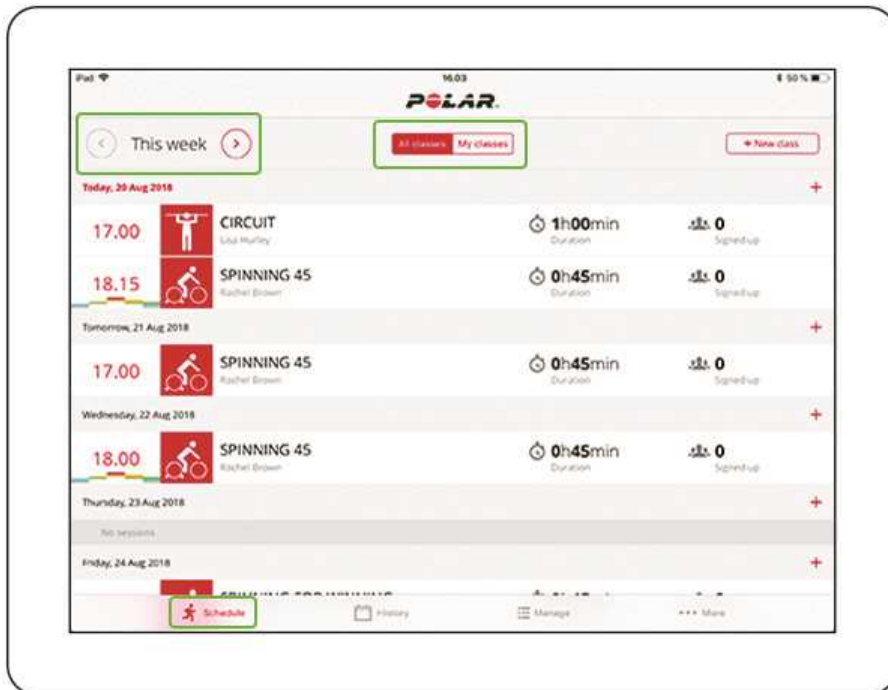 iPad 16.03 50 %
POLAR
This week All classes My classes + New class
Today, 20 Aug 2018 +
17.00 CIRCUIT 1h00min 0
Lisa Hurley Duration Signed up
18.15 SPINNING 45 0h45min 0
Rachel Brown Duration Signed up
Tomorrow, 21 Aug 2018 +
17.00 SPINNING 45 0h45min 0
Rachel Brown Duration Signed up
Wednesday, 22 Aug 2018 +
18.00 SPINNING 45 0h45min 0
Rachel Brown Duration Signed up
Thursday, 23 Aug 2018 +
No sessions
Friday, 24 Aug 2018 +
Schedule History Manage More